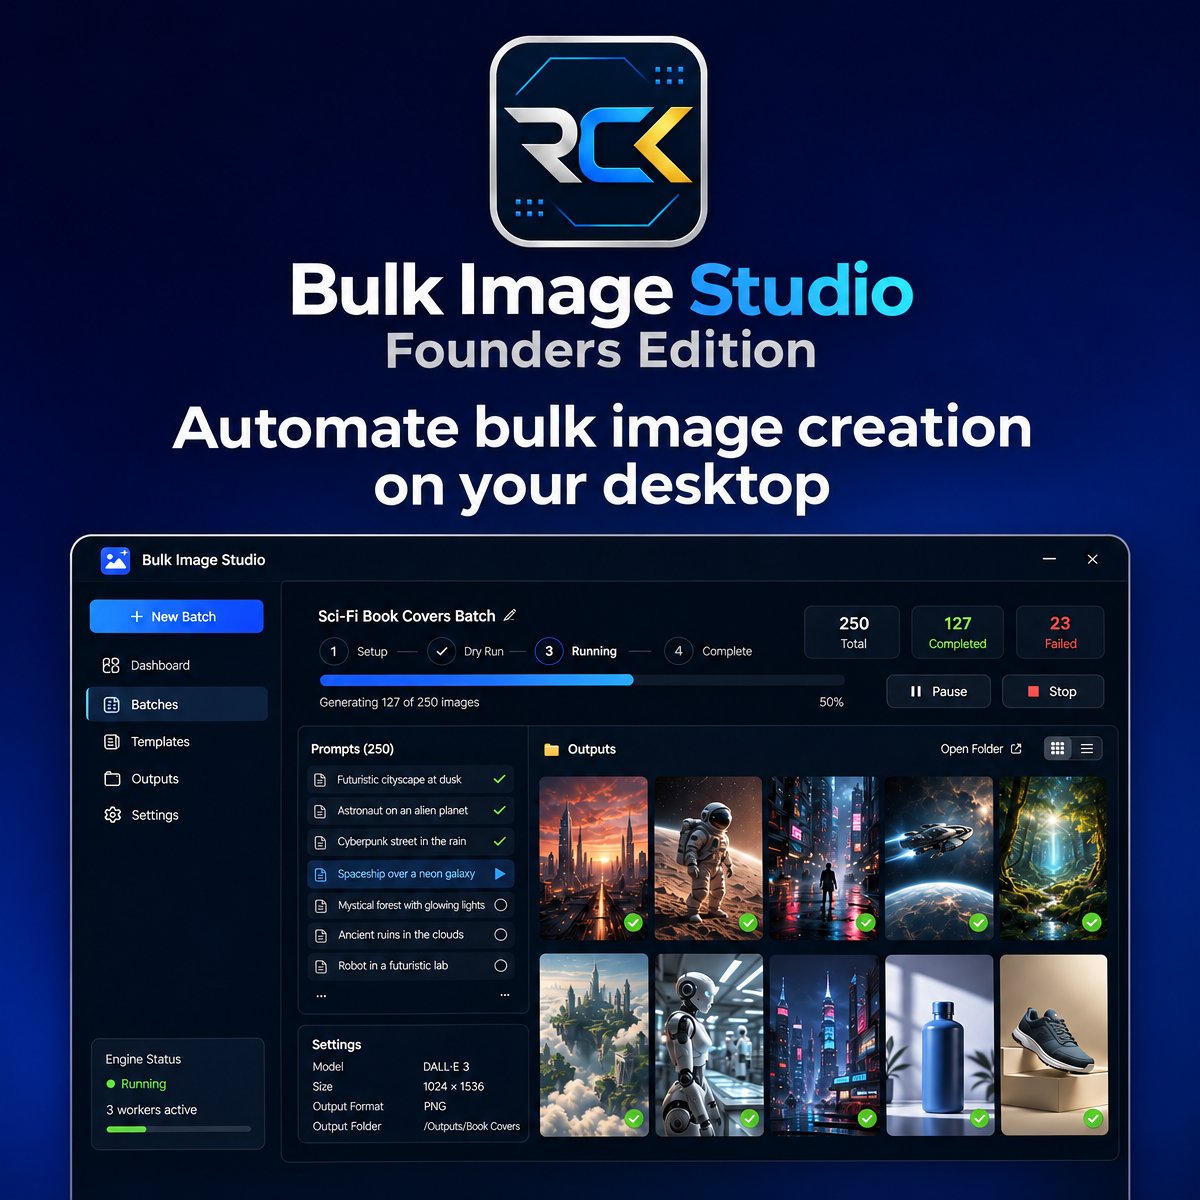 RCK
Bulk Image Studio
Founders Edition
Automate bulk image creation
on your desktop
Bulk Image Studio
+ New Batch
Dashboard
Batches
Templates
Outputs
Settings
Engine Status
Running
3 workers active
Sci-Fi Book Covers Batch
1 Setup
Dry Run
3 Running
4 Complete
Generating 127 of 250 images
50%
250
Total
127
Completed
23
Failed
Pause
Stop
Prompts (250)
Futuristic cityscape at dusk
Astronaut on an alien planet
Cyberpunk street in the rain
Spaceship over a neon galaxy
Mystical forest with glowing lights
Ancient ruins in the clouds
Robot in a futuristic lab
... ...
Settings
Model DALL·E 3
Size 1024 × 1536
Output Format PNG
Output Folder /Outputs/Book Covers
Outputs
Open Folder